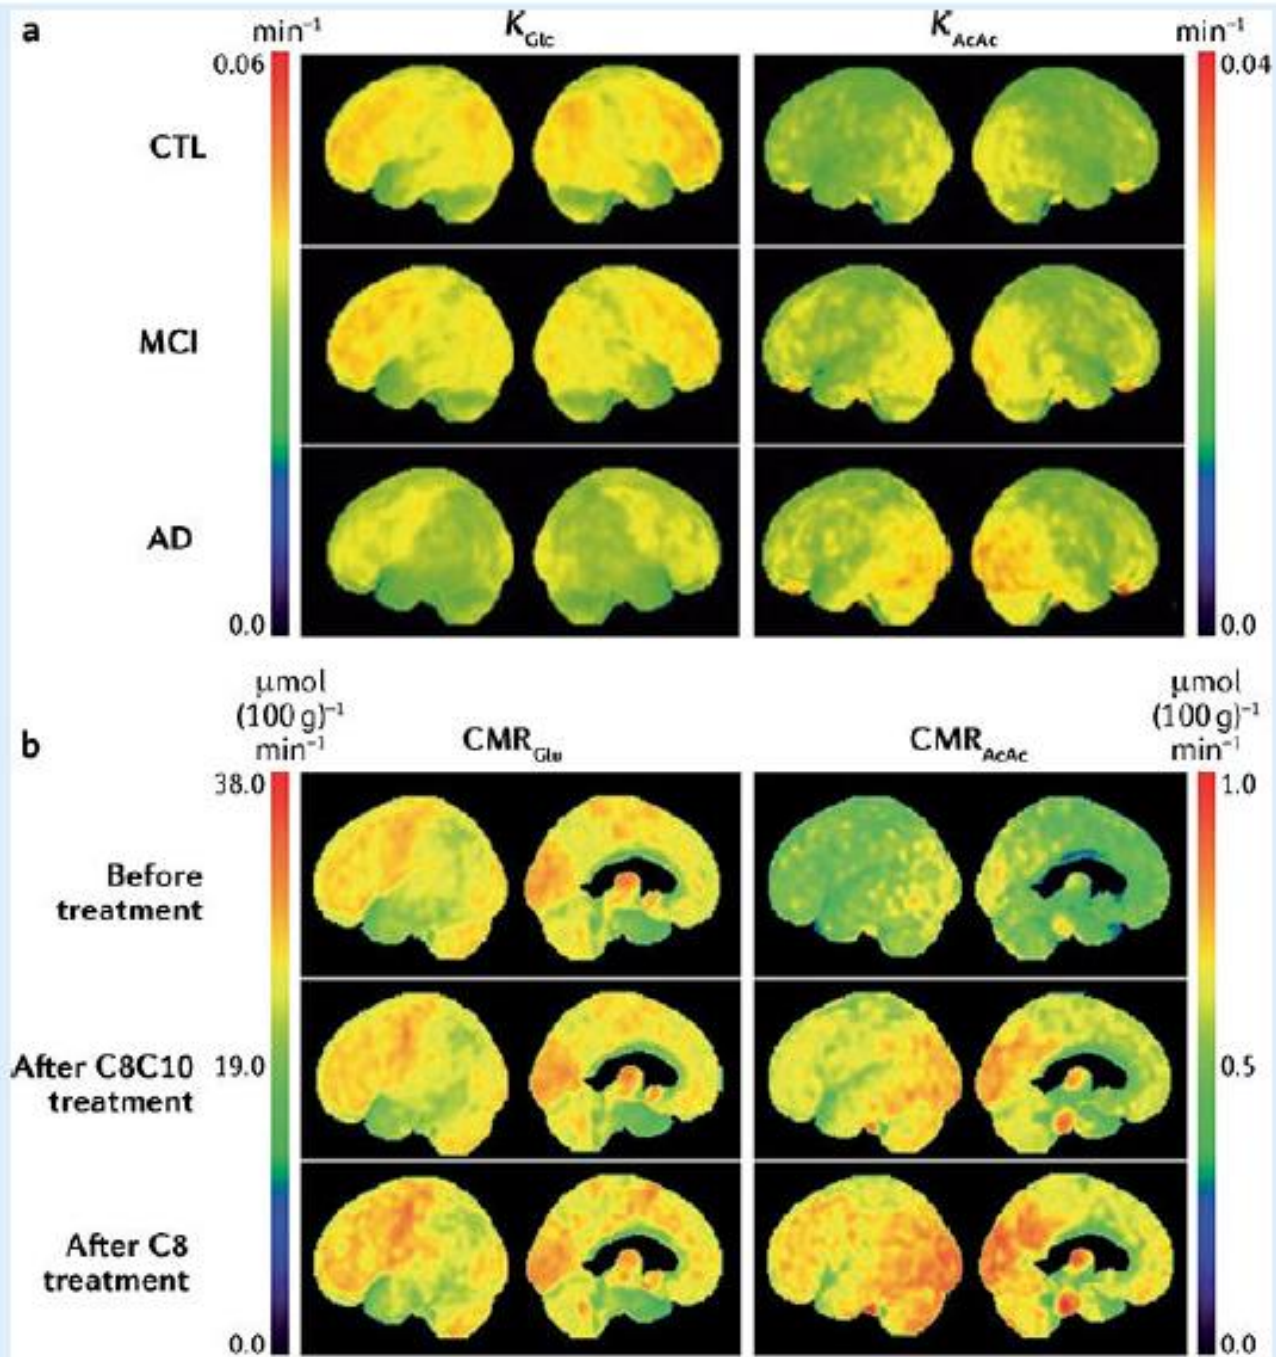 a
min⁻¹
K_Glc
K_AcAc
min⁻¹
0.06
0.04
CTL
MCI
AD
0.0
0.0
b
µmol
(100 g)⁻¹
min⁻¹
CMR_Glu
CMR_AcAc
µmol
(100 g)⁻¹
min⁻¹
38.0
1.0
Before
treatment
After C8C10
treatment
19.0
0.5
After C8
treatment
0.0
0.0